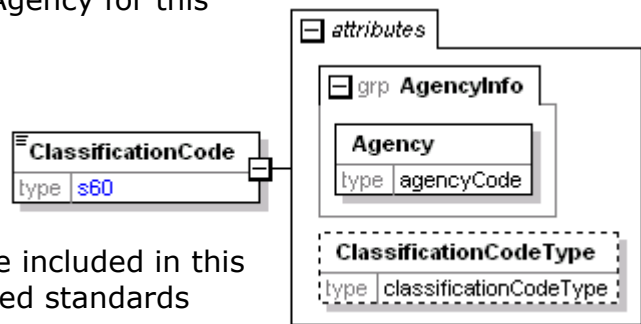 Agency for this
attributes
grp AgencyInfo
Agency
type agencyCode
ClassificationCode
type s60
ClassificationCodeType
type classificationCodeType
e included in this
ed standards